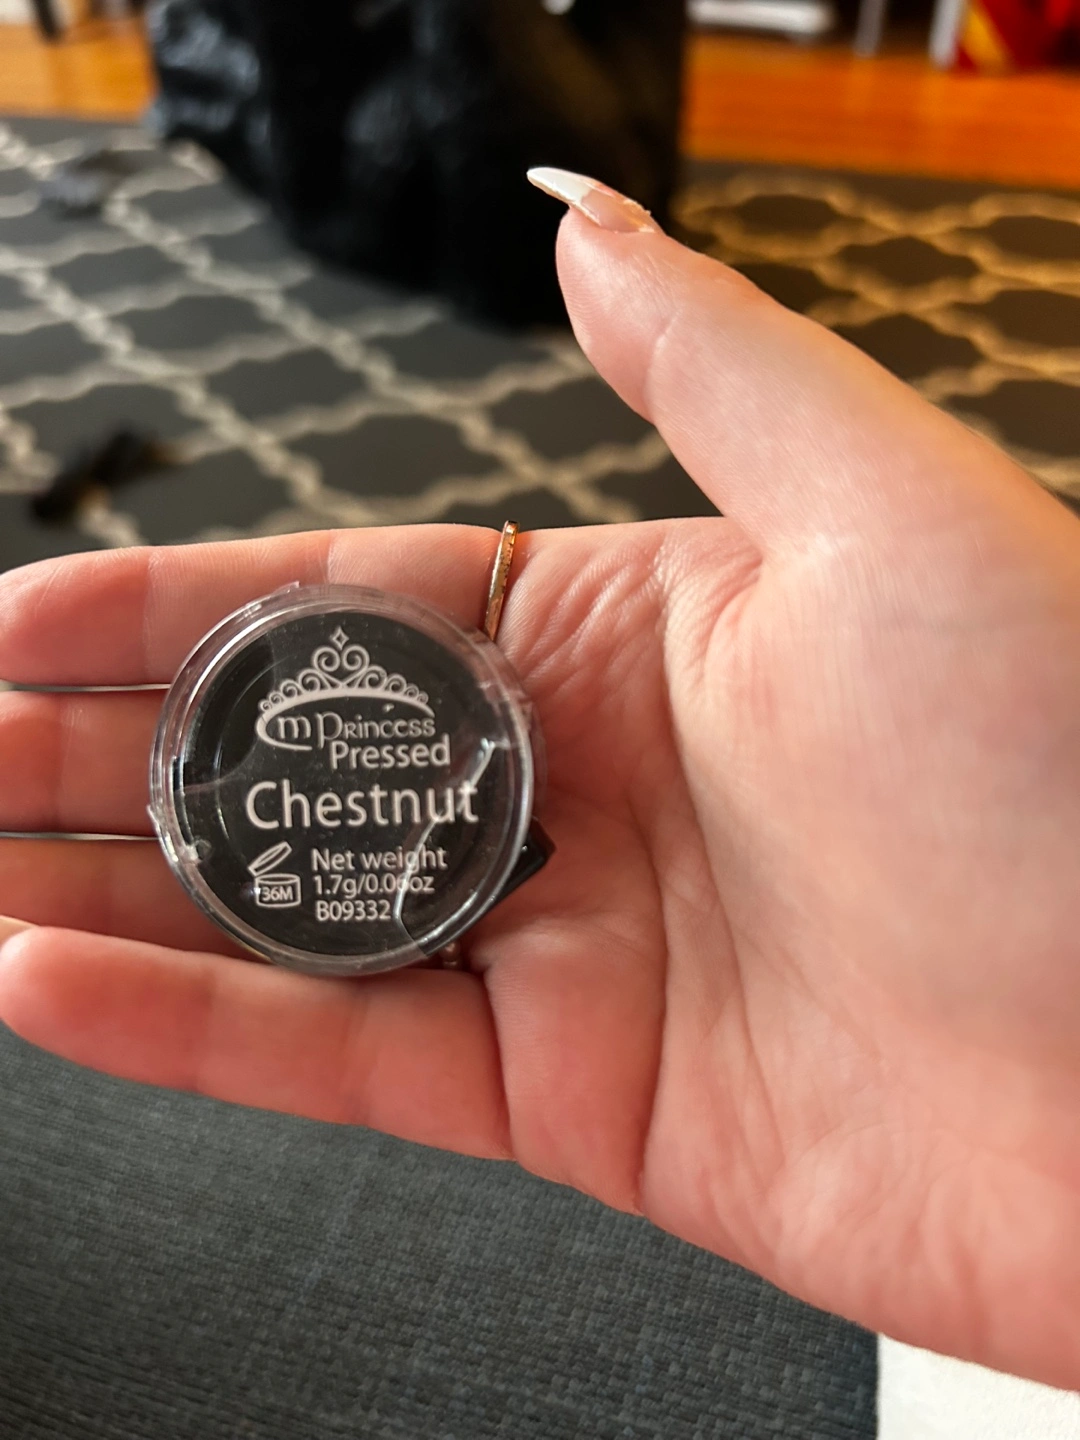 mprincess
Pressed
Chestnut
Net weight
1.7g/0.06oz
36M
B09332